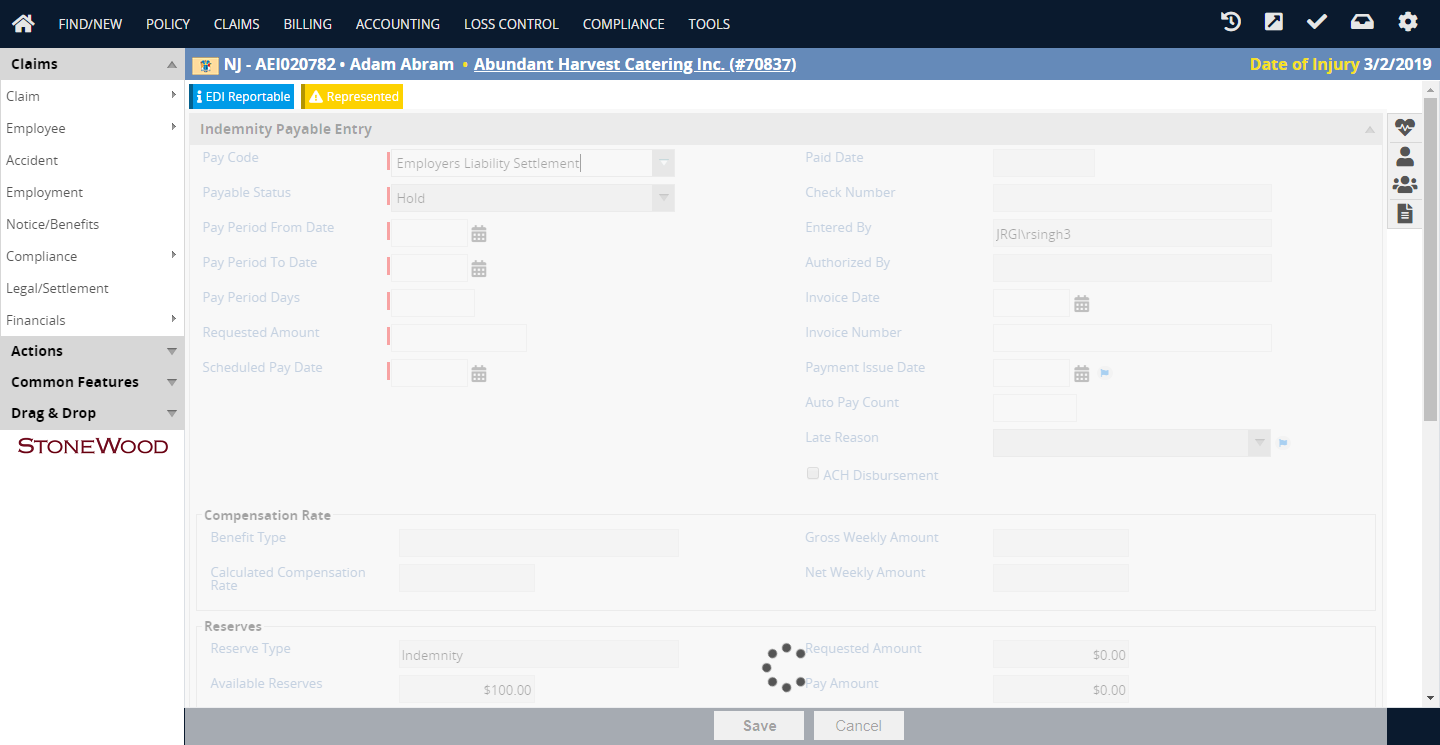 FIND/NEW POLICY CLAIMS BILLING ACCOUNTING LOSS CONTROL COMPLIANCE TOOLS
Claims
NJ - AEI020782 • Adam Abram • Abundant Harvest Catering Inc. (#70837)
Date of Injury 3/2/2019
Claim
Employee
Accident
Employment
Notice/Benefits
Compliance
Legal/Settlement
Financials
Actions
Common Features
Drag & Drop
STONEWOOD
EDI Reportable
Represented
Indemnity Payable Entry
Pay Code Employers Liability Settlement
Payable Status Hold
Pay Period From Date
Pay Period To Date
Pay Period Days
Requested Amount
Scheduled Pay Date
Paid Date
Check Number
Entered By JRGI\rsingh3
Authorized By
Invoice Date
Invoice Number
Payment Issue Date
Auto Pay Count
Late Reason
ACH Disbursement
Compensation Rate
Benefit Type
Calculated Compensation
Rate
Gross Weekly Amount
Net Weekly Amount
Reserves
Reserve Type Indemnity
Available Reserves $100.00
Requested Amount $0.00
Pay Amount $0.00
Save Cancel